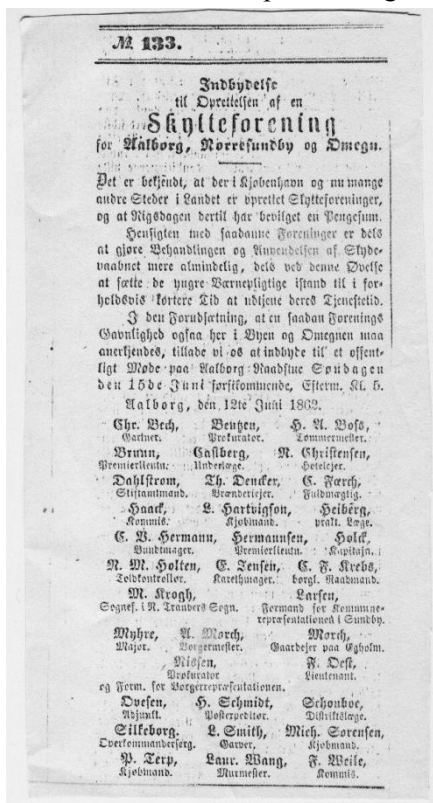 № 133.
Indbydelse
til Oprettelsen af en
Skytteforening
for Aalborg, Nørresundby og Omegn.
Det er bekjendt, at der i Kjøbenhavn og nu mange
andre Steder i Landet er oprettet Skytteforeninger,
og at Rigsdagen dertil har bevilget en Pengesum.
Hensigten med saadanne Foreninger er dels
at gjøre Behandlingen og Anvendelsen af Skyde-
vaabnet mere almindelig, dels ved denne Øvelse
at sætte de yngre Værnepligtige istand til i for-
holdsvis kortere Tid at udtjene deres Tjenestetid.
I den Forudsætning, at en saadan Forenings
Gavnlighed ogsaa her i Byen og Omegnen maa
anerkjendes, tillade vi os at indbyde til et offent-
ligt Møde paa Aalborg Raadstue Søndagen
den 15de Juni førstkommende, Efterm. Kl. 5.
Aalborg, den 12te Juni 1862.
Chr. Bech, Bentzen, H. A. Boss,
Gartner. Prokurator. Tømmermester.
Bruun, Castberg, N. Christensen,
Premierlieutn. Underlæge. Hotelejer.
Dahlstrøm, Th. Dencker, C. Færch,
Stiftamtmand. Brænderiejer. Fuldmægtig.
Haack, L. Hartvigson, Heiberg,
Kommis. Kjøbmand. prakt. Læge.
C. B. Hermann, Hermannsen, Holck,
Bundtmager. Premierlieutn. Kapitajn.
N. M. Holten, E. Jensen, C. F. Krebs,
Toldkontrollør. Karethmager. borgl. Raadmand.
M. Krogh, Larsen,
Sognef. i N. Tranders Sogn. Formand for Kommune-
repræsentationen i Sundby.
Myhre, A. Mørch, Mørch,
Major. Borgermester. Gaardejer paa Egholm.
Nissen, F. Oest,
Prokurator Lieutenant.
og Form. for Borgerrepræsentationen.
Ovesen, H. Schmidt, Schønboe,
Adjunkt. Postexpeditør. Distriktslæge.
Silkeborg. L. Smith, Mich. Sørensen,
Overkommandersérg. Garver, Kjøbmand.
P. Terp, Laur. Wang, F. Weile,
Kjøbmand. Murmester. Kommis.